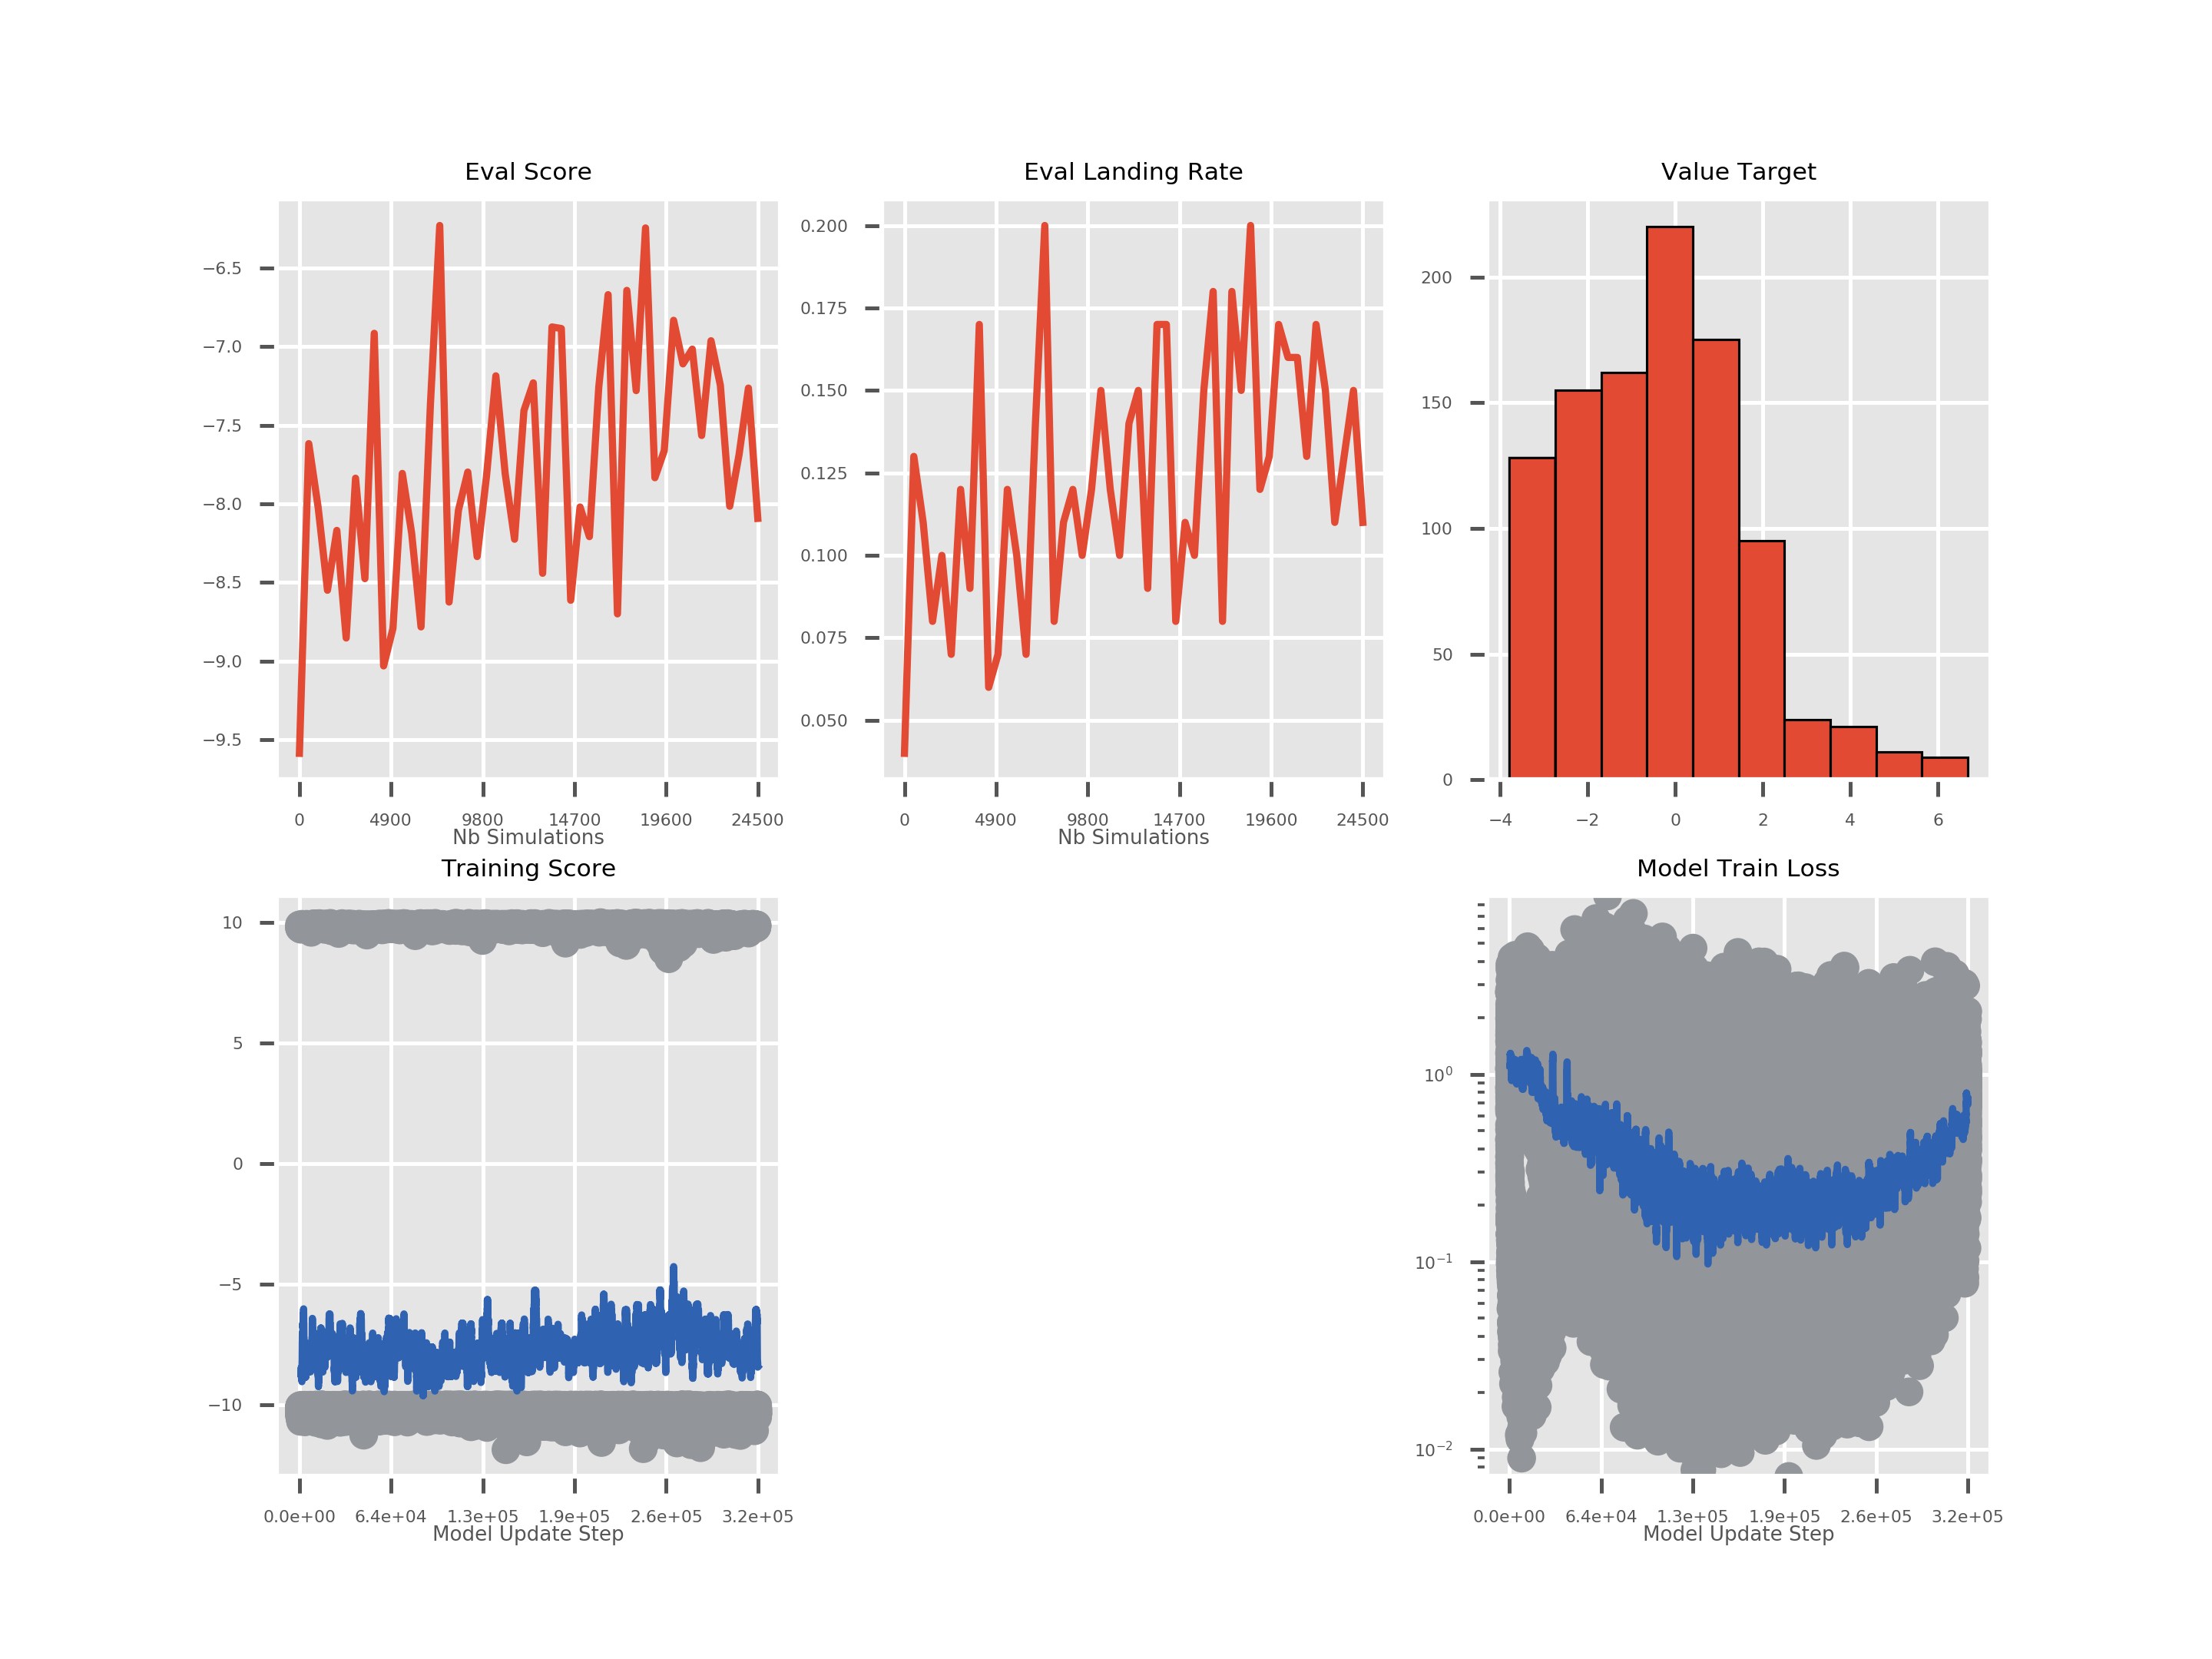 Eval Score
−6.5
−7.0
−7.5
−8.0
−8.5
−9.0
−9.5
0 4900 9800 14700 19600 24500
Nb Simulations
Eval Landing Rate
0.200
0.175
0.150
0.125
0.100
0.075
0.050
0 4900 9800 14700 19600 24500
Nb Simulations
Value Target
200
150
100
50
0
−4 −2 0 2 4 6
Training Score
10
5
0
−5
−10
0.0e+00 6.4e+04 1.3e+05 1.9e+05 2.6e+05 3.2e+05
Model Update Step
Model Train Loss
10⁰
10⁻¹
10⁻²
0.0e+00 6.4e+04 1.3e+05 1.9e+05 2.6e+05 3.2e+05
Model Update Step